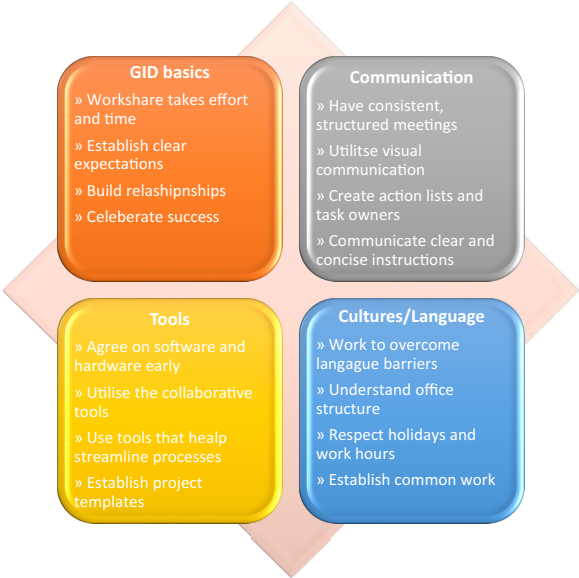 GID basics
» Workshare takes effort
and time
» Establish clear
expectations
» Build relashipnships
» Celeberate success
Communication
» Have consistent,
structured meetings
» Utilitse visual
communication
» Create action lists and
task owners
» Communicate clear and
concise instructions
Tools
» Agree on software and
hardware early
» Utilise the collaborative
tools
» Use tools that healp
streamline processes
» Establish project
templates
Cultures/Language
» Work to overcome
langague barriers
» Understand office
structure
» Respect holidays and
work hours
» Establish common work